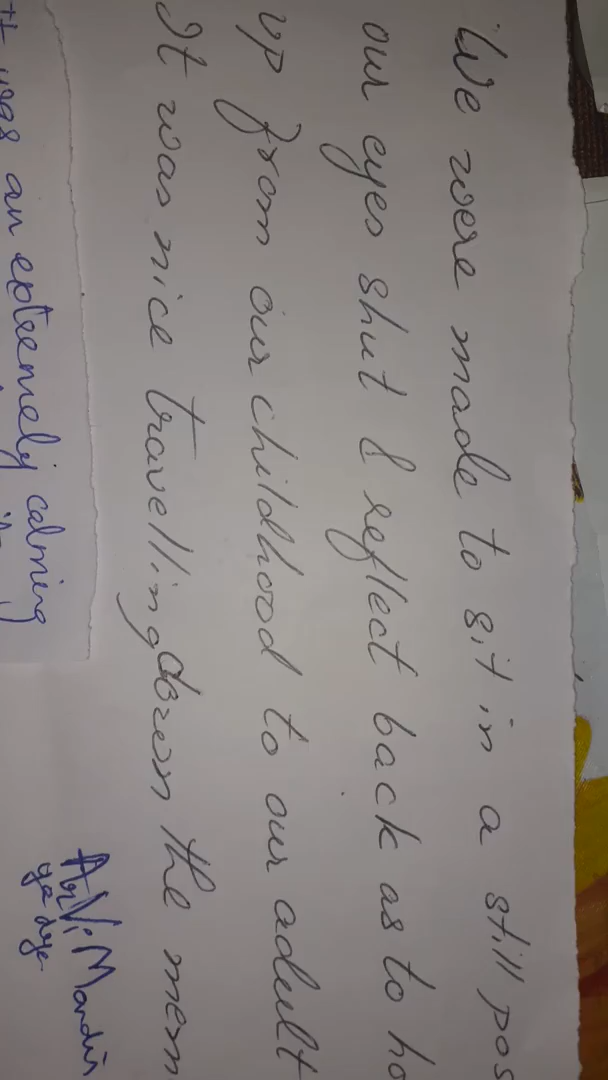 We were made to sit in a still pos
our eyes shut & reflect back as to ho
up from our childhood to our adult
It was nice travelling down the mem
It was an extremely calming